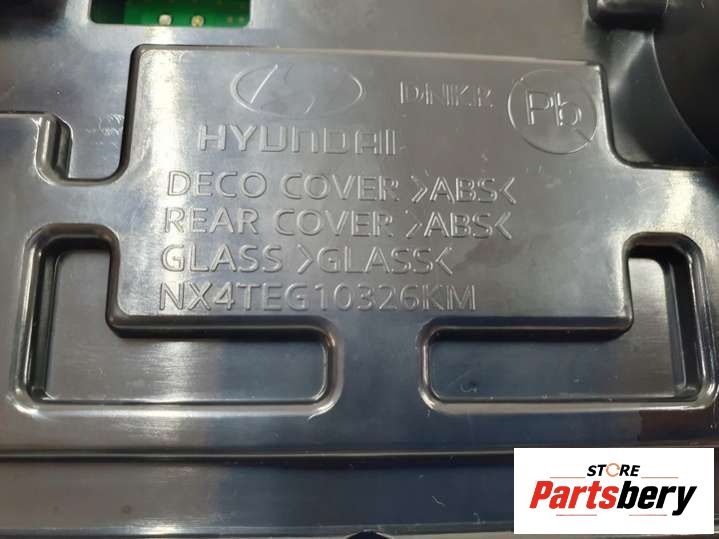 DNKR Pb
HYUNDAI
DECO COVER >ABS<
REAR COVER >ABS<
GLASS >GLASS<
NX4TEG10326KM
STORE
Partsbery